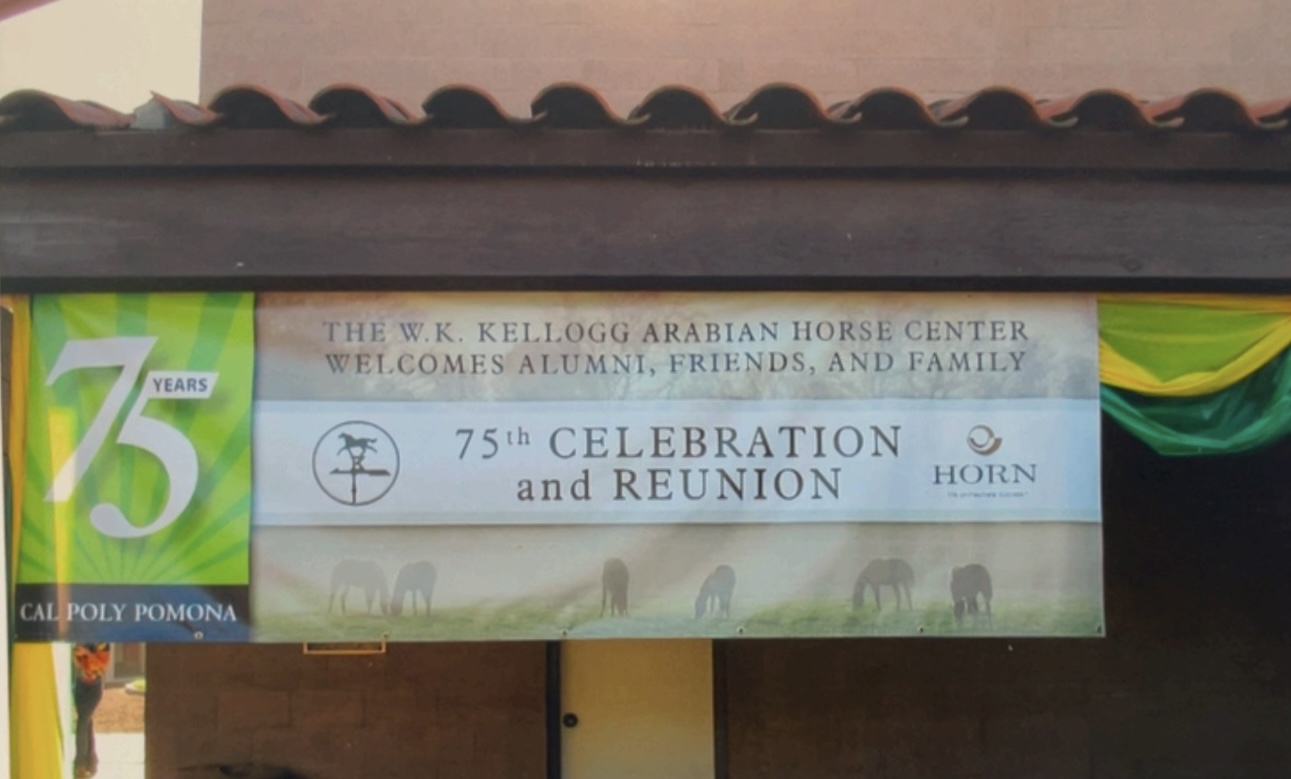 THE W.K. KELLOGG ARABIAN HORSE CENTER
WELCOMES ALUMNI, FRIENDS, AND FAMILY
75 YEARS
75th CELEBRATION
and REUNION
HORN
CAL POLY POMONA